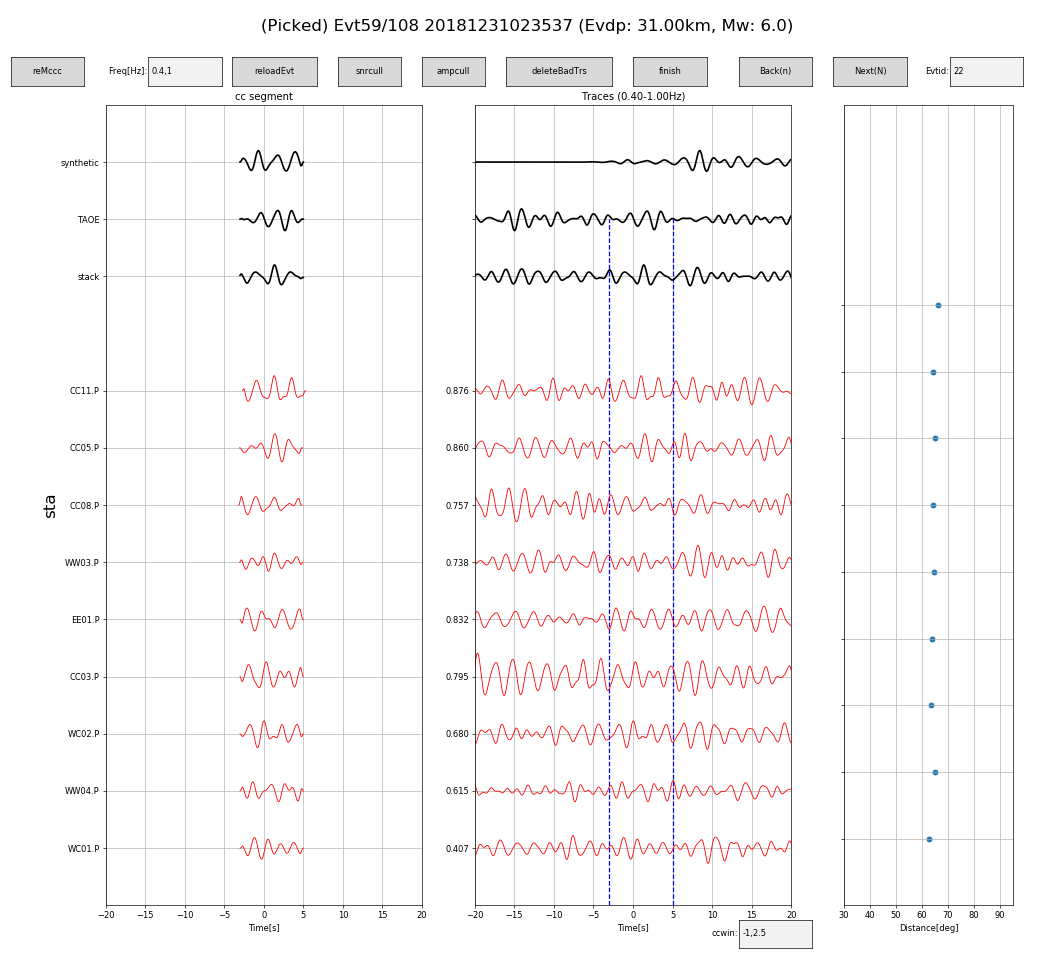 (Picked) Evt59/108 20181231023537 (Evdp: 31.00km, Mw: 6.0)
reMccc Freq[Hz]: 0.4,1 reloadEvt snrcull ampcull deleteBadTrs finish Back(n) Next(N) Evtid: 22
cc segment Traces (0.40-1.00Hz)
synthetic
TAOE
stack
CC11.P 0.876
CC05.P 0.860
CC08.P 0.757
WW03.P 0.738
EE01.P 0.832
CC03.P 0.795
WC02.P 0.680
WW04.P 0.615
WC01.P 0.407
sta
−20 −15 −10 −5 0 5 10 15 20 −20 −15 −10 −5 0 5 10 15 20 30 40 50 60 70 80 90
Time[s] Time[s] Distance[deg]
ccwin: -1,2.5